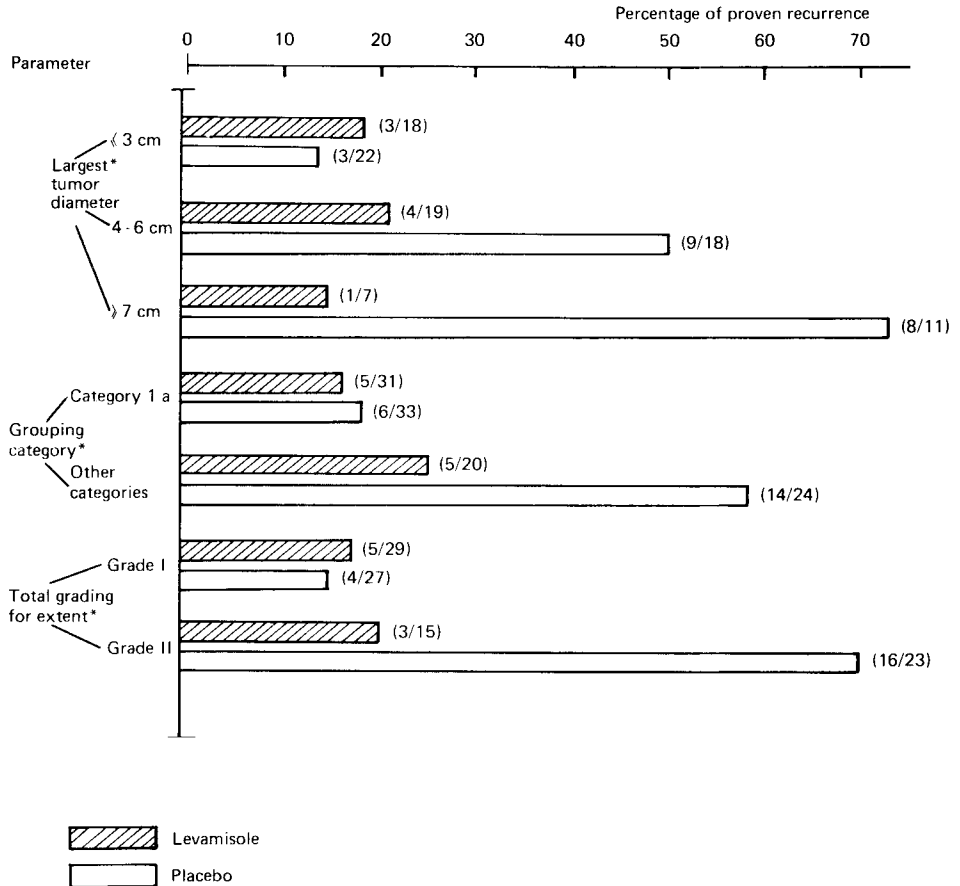 Percentage of proven recurrence
0 10 20 30 40 50 60 70
Parameter
⩽ 3 cm
(3/18)
(3/22)
Largest*
tumor
diameter
4 - 6 cm
(4/19)
(9/18)
⩾ 7 cm
(1/7)
(8/11)
Category 1 a
(5/31)
(6/33)
Grouping
category*
Other
categories
(5/20)
(14/24)
Grade I
(5/29)
(4/27)
Total grading
for extent*
Grade II
(3/15)
(16/23)
Levamisole
Placebo